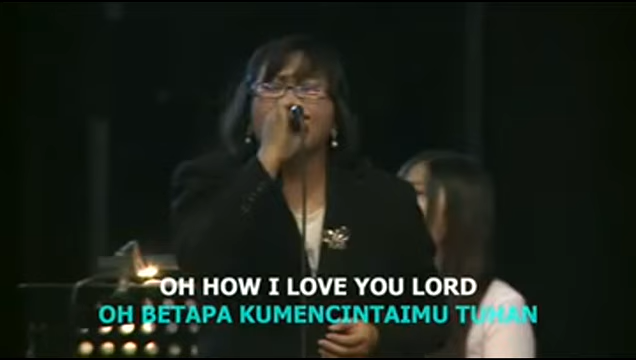 OH HOW I LOVE YOU LORD
OH BETAPA KUMENCINTAIMU TUHAN